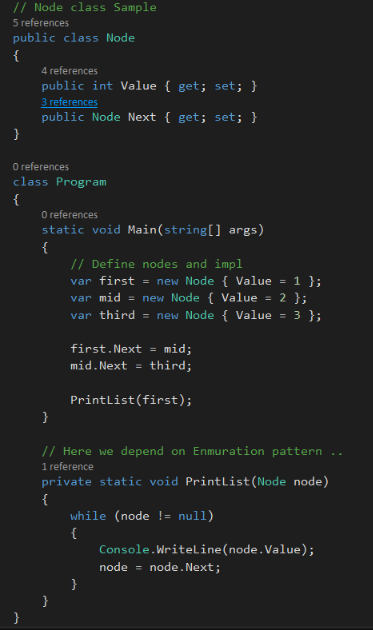 // Node class Sample
5 references
public class Node
{
4 references
public int Value { get; set; }
3 references
public Node Next { get; set; }
}
0 references
class Program
{
0 references
static void Main(string[] args)
{
// Define nodes and impl
var first = new Node { Value = 1 };
var mid = new Node { Value = 2 };
var third = new Node { Value = 3 };
first.Next = mid;
mid.Next = third;
PrintList(first);
}
// Here we depend on Enmuration pattern ..
1 reference
private static void PrintList(Node node)
{
while (node != null)
{
Console.WriteLine(node.Value);
node = node.Next;
}
}
}